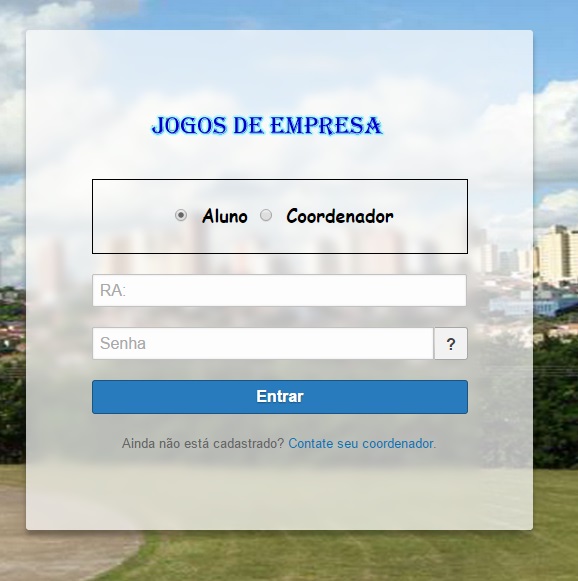 JOGOS DE EMPRESA
Aluno Coordenador
RA:
Senha
?
Entrar
Ainda não está cadastrado? Contate seu coordenador.